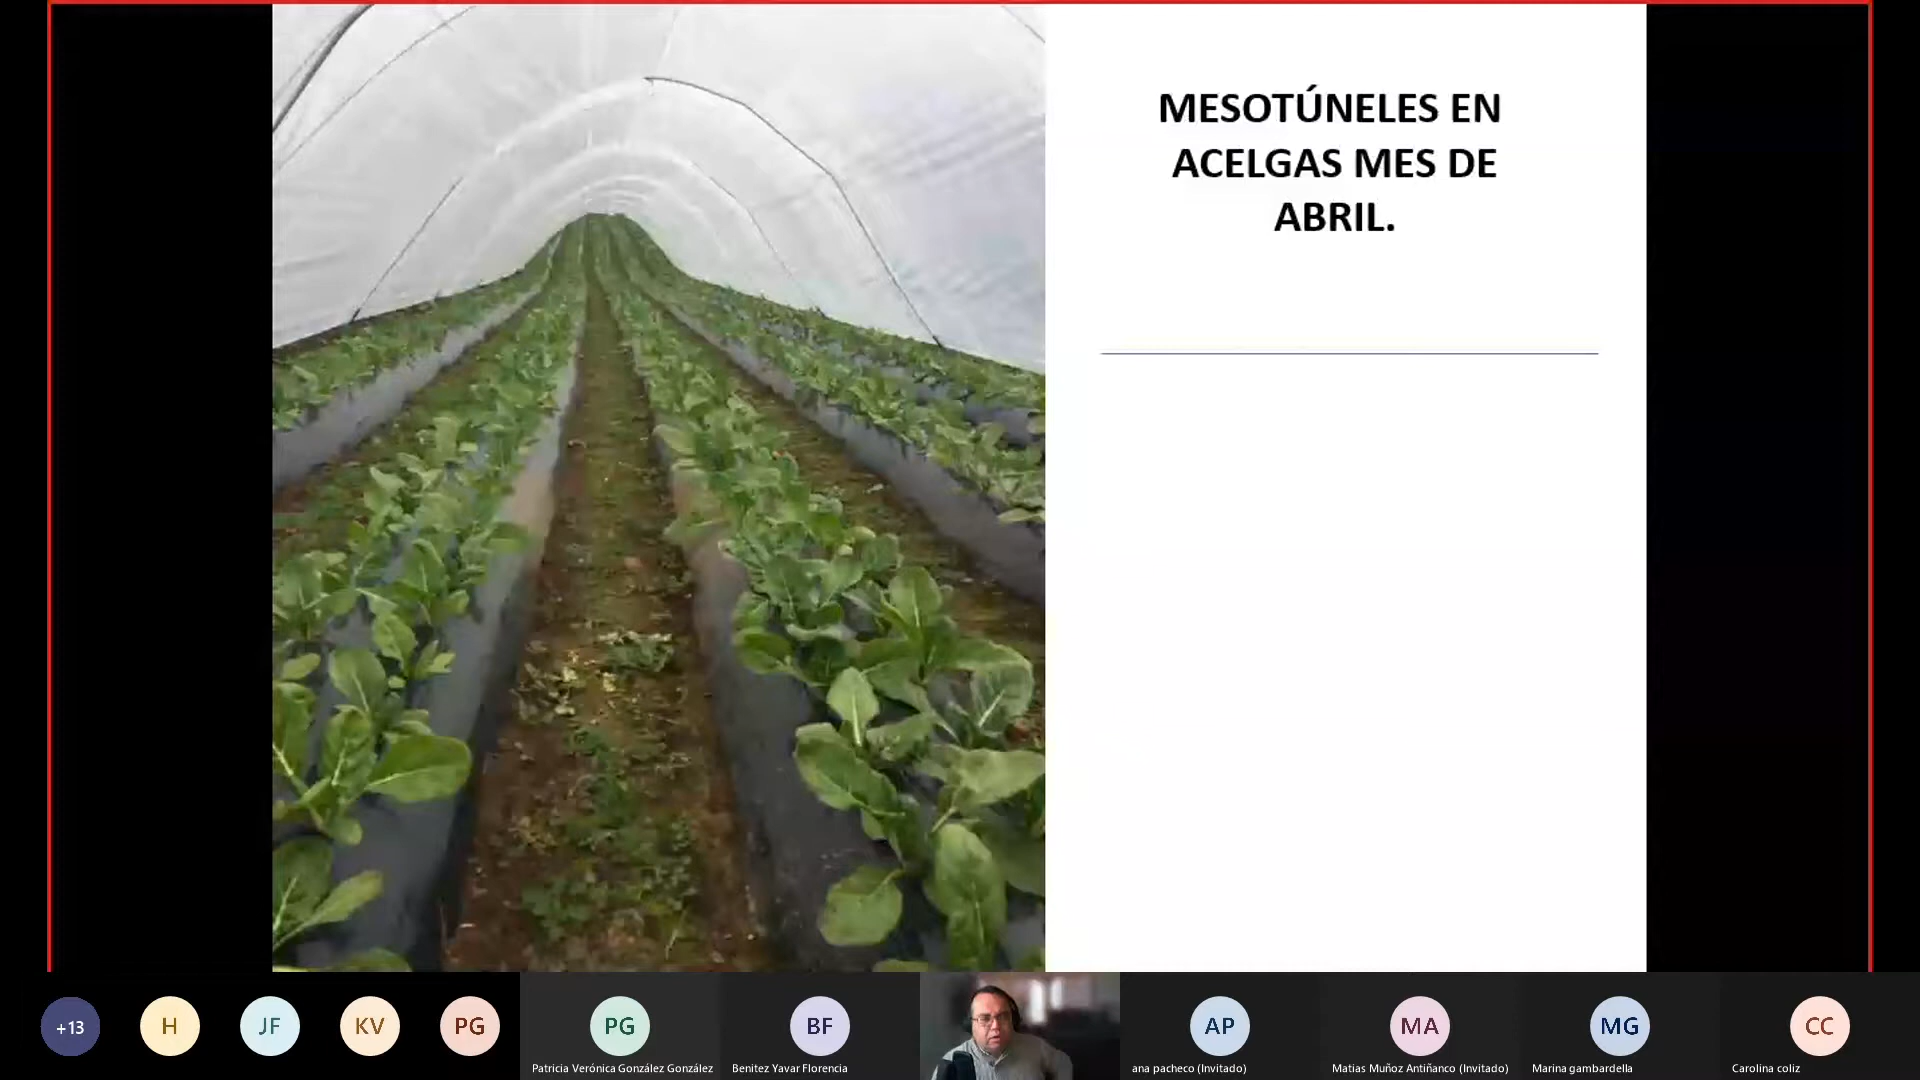 MESOTÚNELES EN
ACELGAS MES DE
ABRIL.
+13
H
JF
KV
PG
PG
BF
AP
MA
MG
CC
Patricia Verónica González González
Benitez Yavar Florencia
ana pacheco (Invitado)
Matias Muñoz Antiñanco (Invitado)
Marina gambardella
Carolina coliz